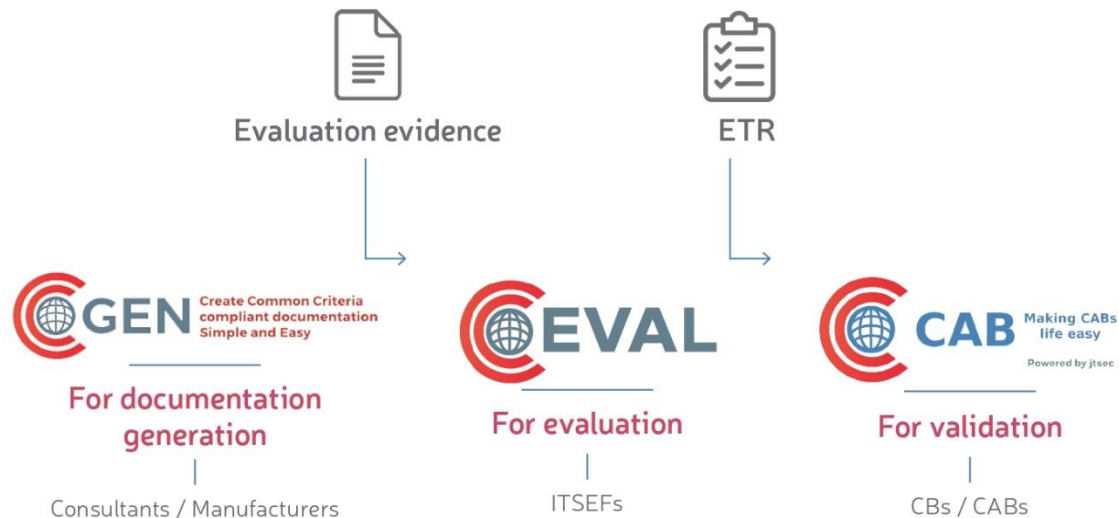 Evaluation evidence
ETR
GEN
Create Common Criteria
compliant documentation
Simple and Easy
For documentation
generation
Consultants / Manufacturers
EVAL
For evaluation
ITSEFs
CAB
Making CABs
life easy
Powered by jtsec
For validation
CBs / CABs